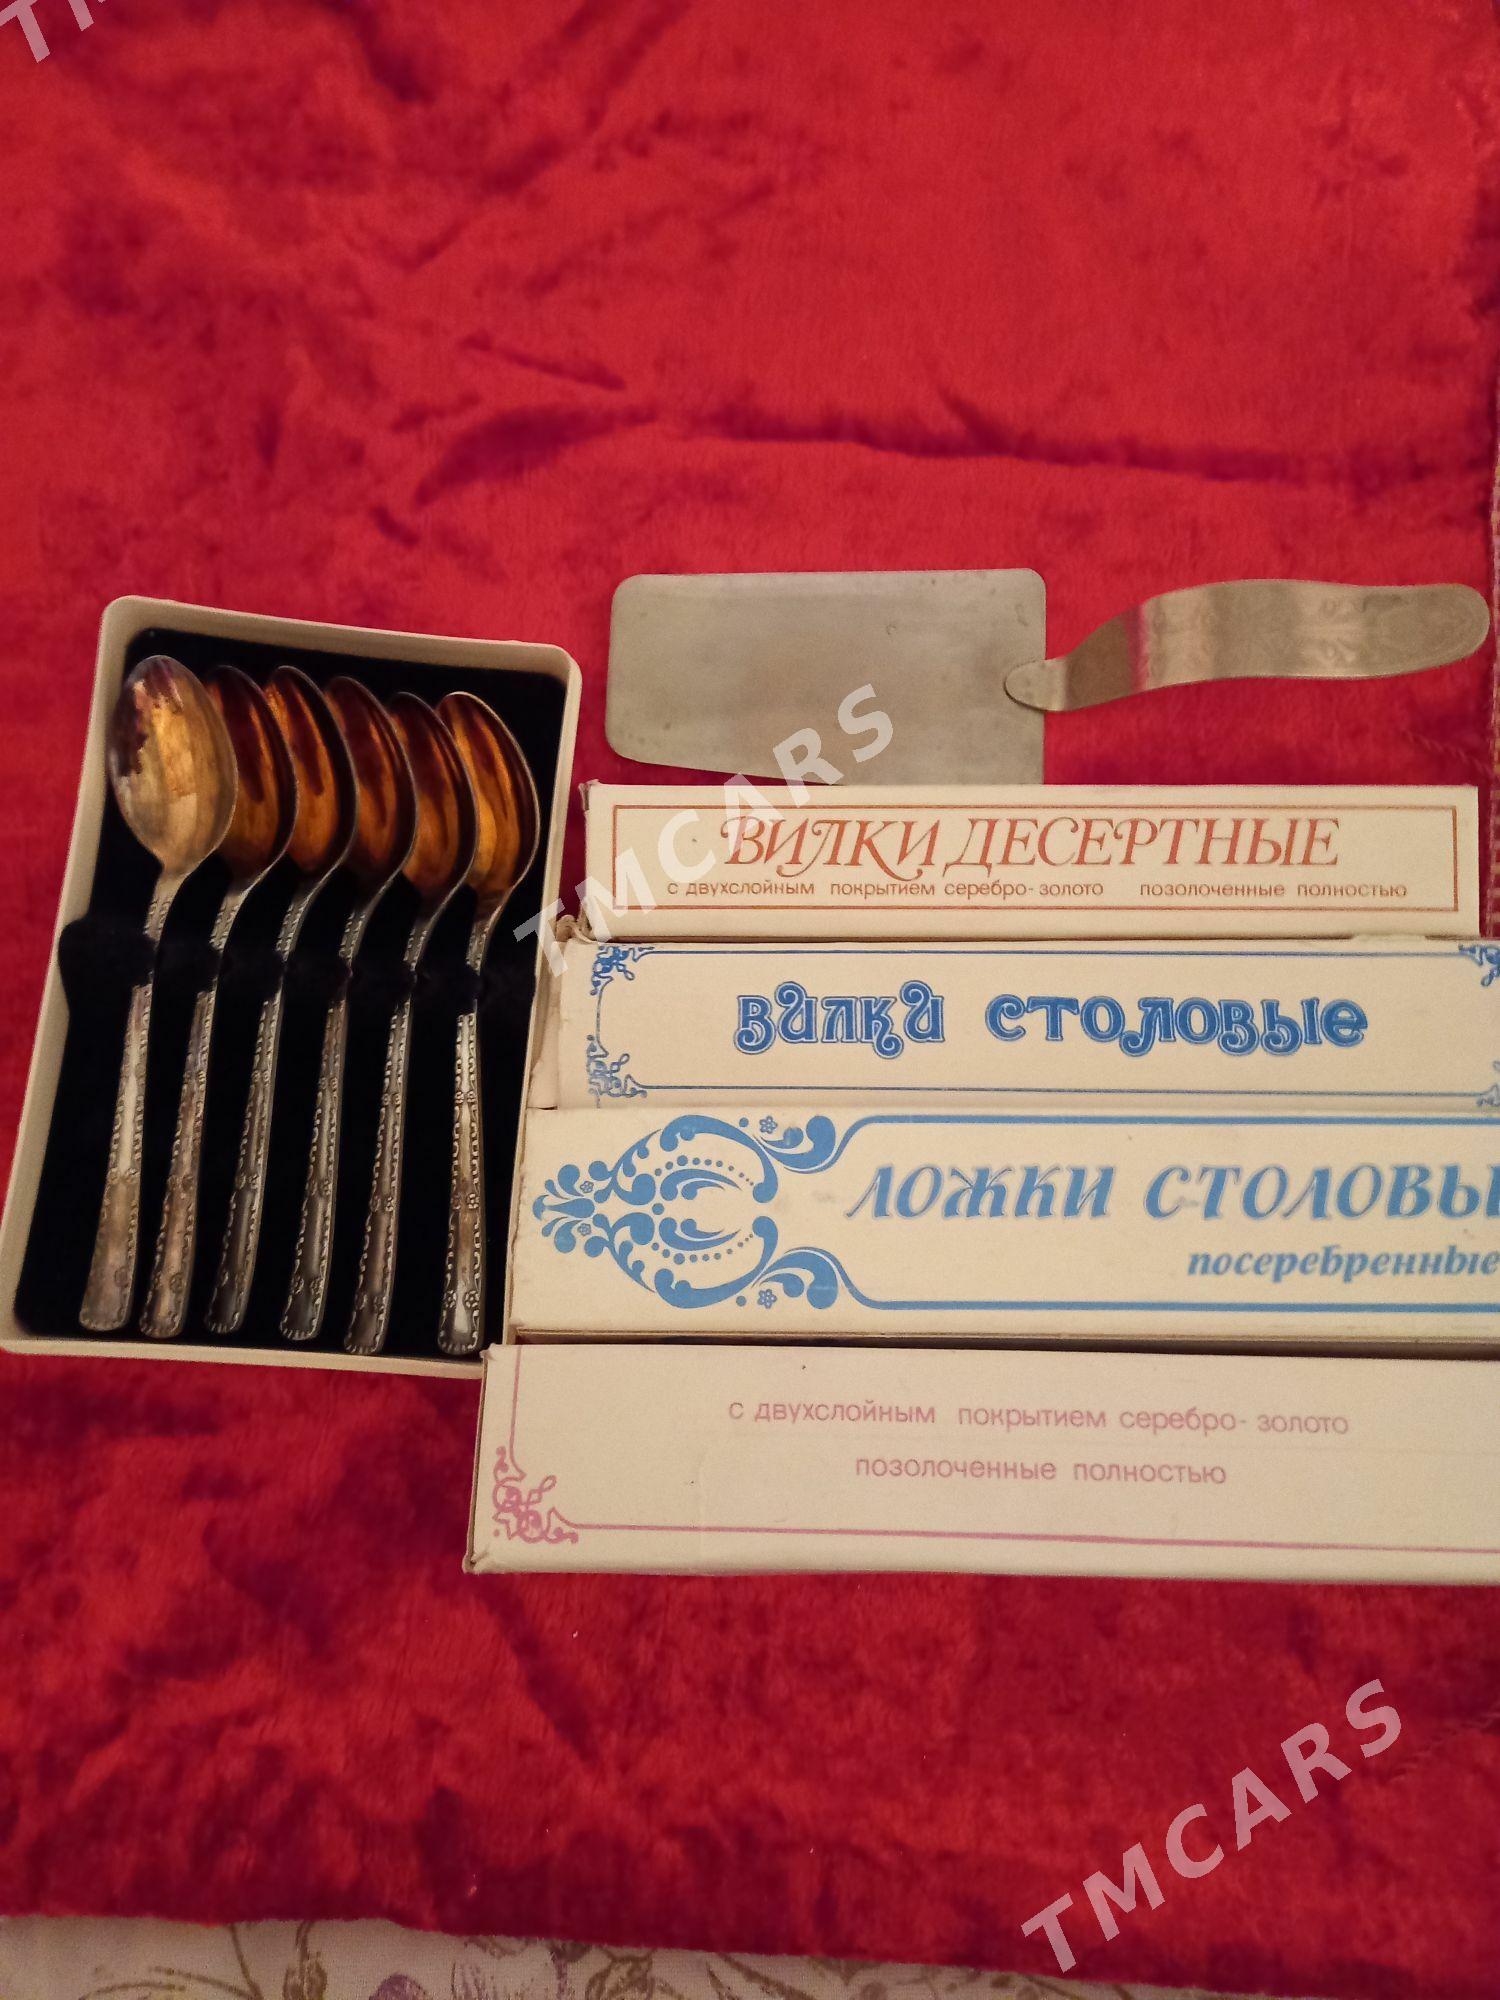 TMCARS
ВИЛКИ ДЕСЕРТНЫЕ
с двухслойным покрытием серебро-золото позолоченные полностью
ВИЛКИ СТОЛОВЫЕ
ЛОЖКИ СТОЛОВЫ
посеребренные
с двухслойным покрытием серебро-золото
позолоченные полностью
TMCARS